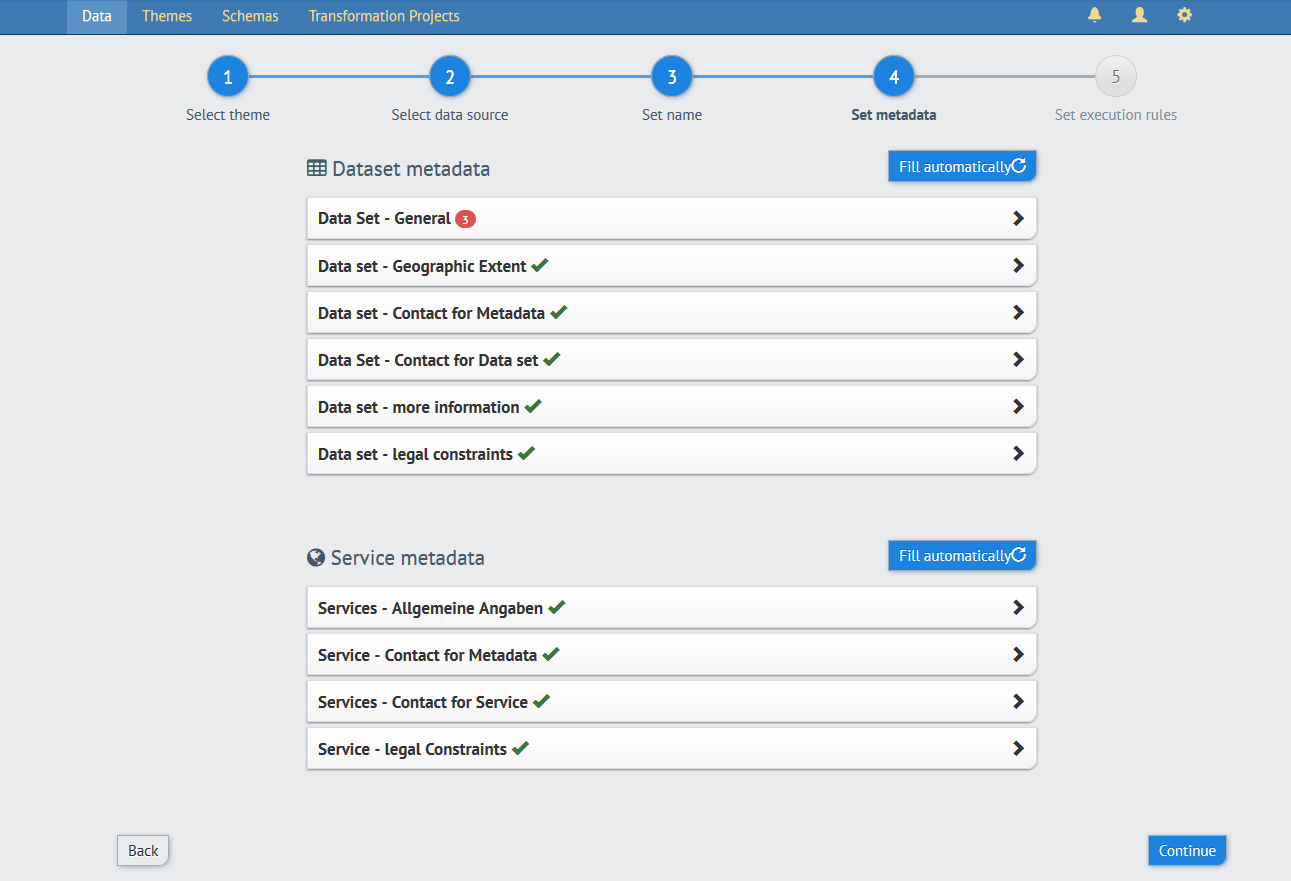 Data Themes Schemas Transformation Projects
1 2 3 4 5
Select theme Select data source Set name Set metadata Set execution rules
Dataset metadata Fill automatically
Data Set - General 3
Data set - Geographic Extent
Data set - Contact for Metadata
Data Set - Contact for Data set
Data set - more information
Data set - legal constraints
Service metadata Fill automatically
Services - Allgemeine Angaben
Service - Contact for Metadata
Services - Contact for Service
Service - legal Constraints
Back Continue